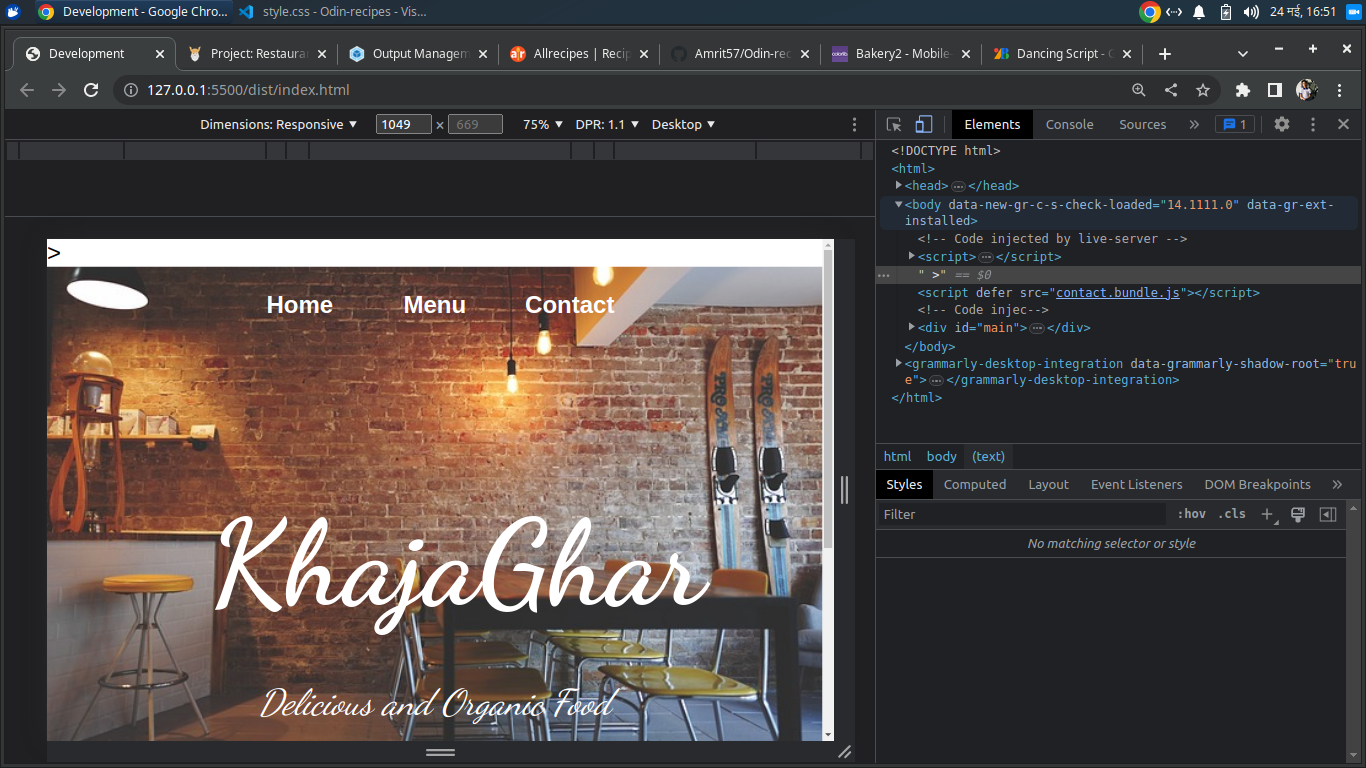 Development - Google Chro...
style.css - Odin-recipes - Vis...
24 मई, 16:51
Development
Project: Restauran
Output Managem
Allrecipes | Recip
Amrit57/Odin-rec
Bakery2 - Mobile
Dancing Script - G
127.0.0.1:5500/dist/index.html
Dimensions: Responsive
1049
×
669
75%
DPR: 1.1
Desktop
Elements
Console
Sources
»
1
<!DOCTYPE html>
<html>
<head>
</head>
<body data-new-gr-c-s-check-loaded="14.1111.0" data-gr-ext-
installed>
<!-- Code injected by live-server -->
<script>
</script>
" >" == $0
<script defer src="contact.bundle.js"></script>
<!-- Code injec-->
<div id="main">
</div>
</body>
<grammarly-desktop-integration data-grammarly-shadow-root="tru
e">
</grammarly-desktop-integration>
</html>
html
body
(text)
Styles
Computed
Layout
Event Listeners
DOM Breakpoints
»
Filter
:hov
.cls
No matching selector or style
>
Home
Menu
Contact
KhajaGhar
Delicious and Organic Food